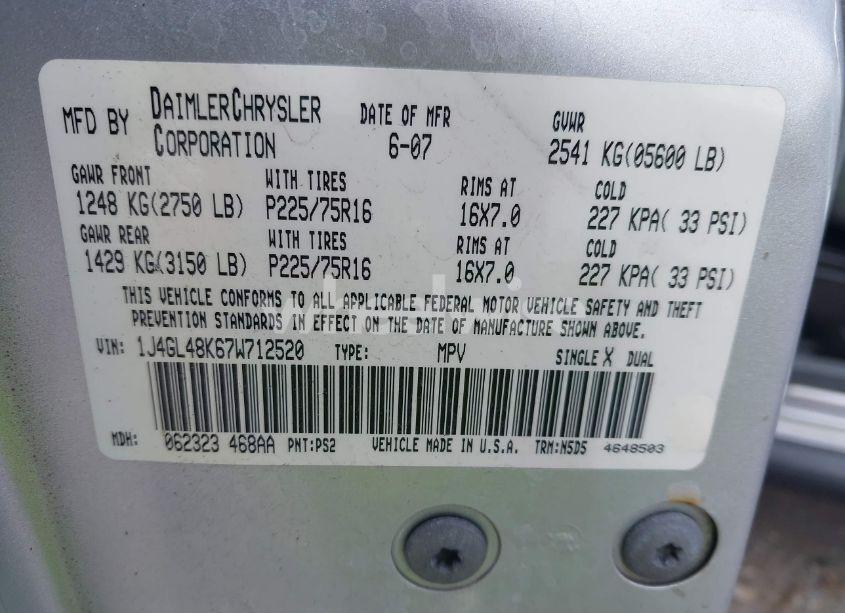 MFD BY DAIMLERCHRYSLER CORPORATION DATE OF MFR 6-07 GVWR 2541 KG(05600 LB)
GAWR FRONT WITH TIRES RIMS AT COLD
1248 KG(2750 LB) P225/75R16 16X7.0 227 KPA( 33 PSI)
GAWR REAR WITH TIRES RIMS AT COLD
1429 KG(3150 LB) P225/75R16 16X7.0 227 KPA( 33 PSI)
THIS VEHICLE CONFORMS TO ALL APPLICABLE FEDERAL MOTOR VEHICLE SAFETY AND THEFT
PREVENTION STANDARDS IN EFFECT ON THE DATE OF MANUFACTURE SHOWN ABOVE.
VIN: 1J4GL48K67W712520 TYPE: MPV SINGLE X DUAL
MDH: 062323 468AA PNT:PS2 VEHICLE MADE IN U.S.A. TRM:N5D5 4648503